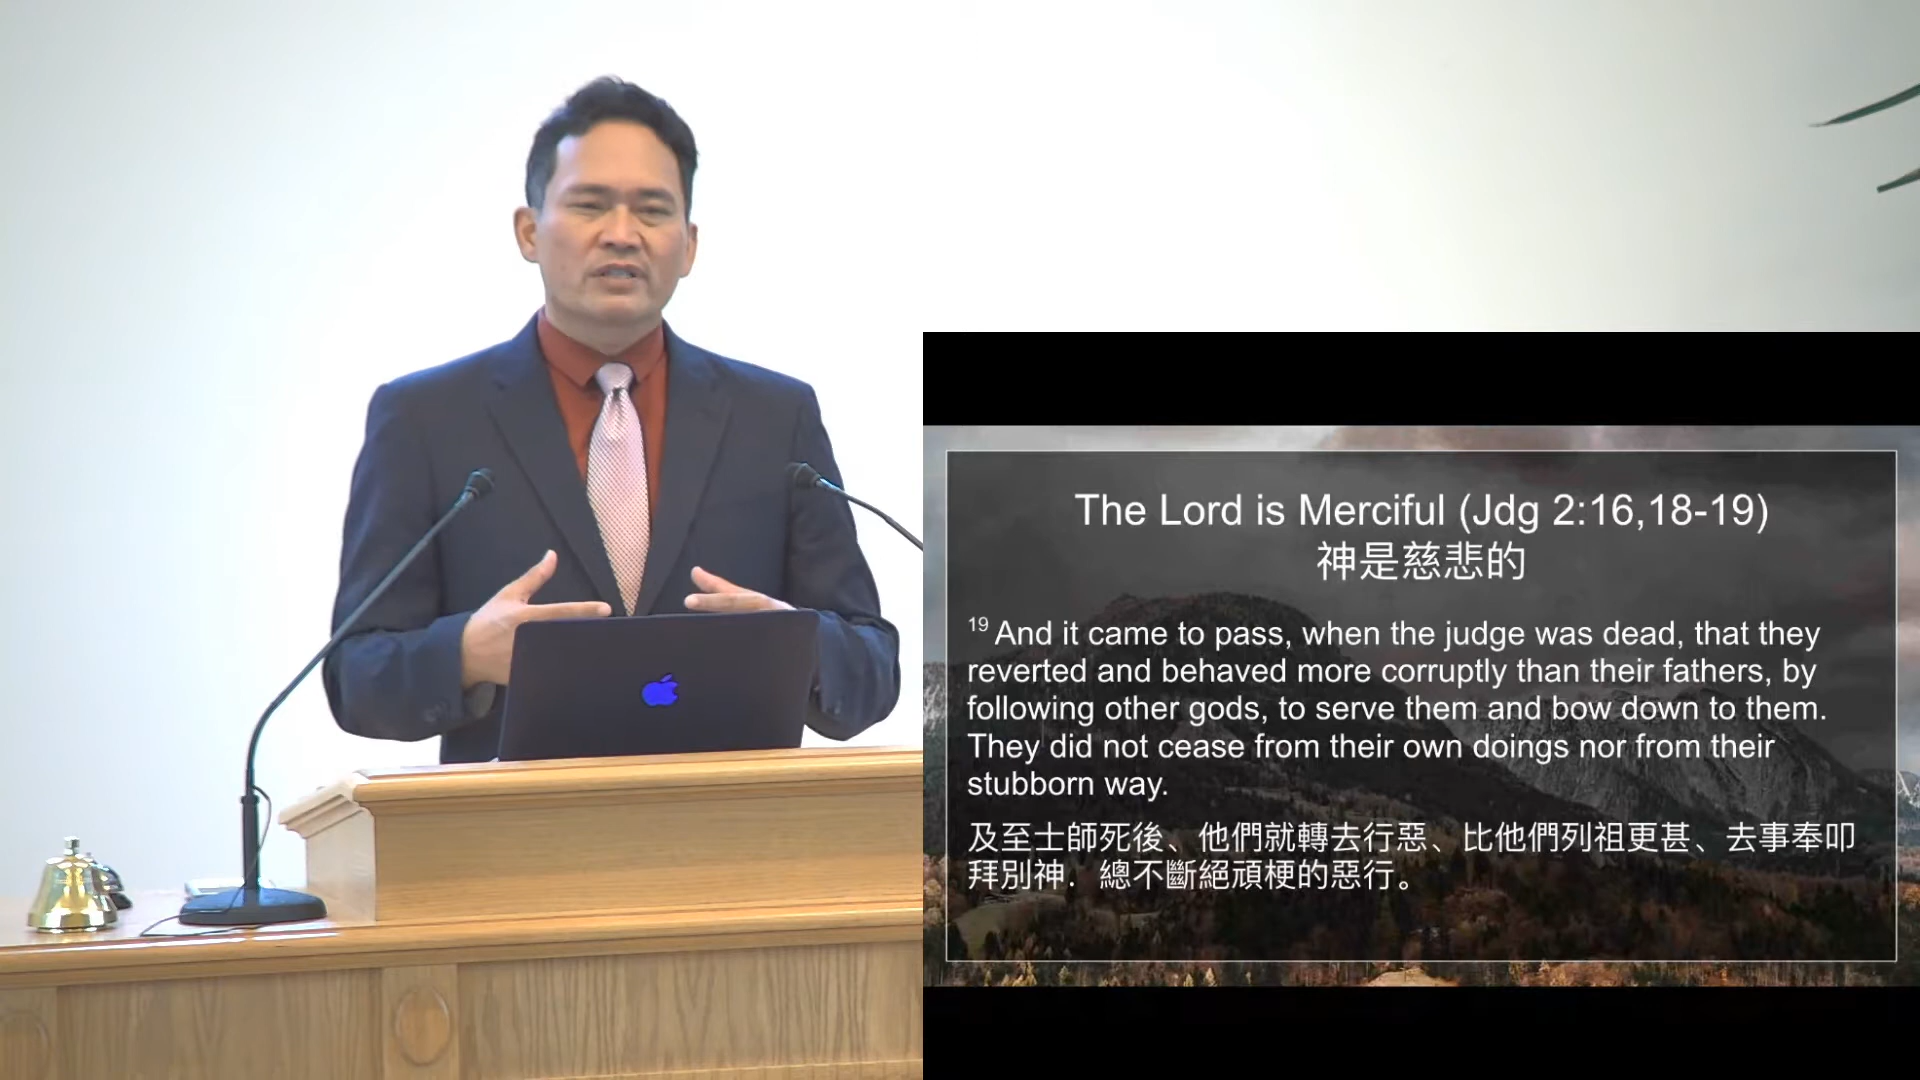 The Lord is Merciful (Jdg 2:16,18-19)
神是慈悲的
19 And it came to pass, when the judge was dead, that they
reverted and behaved more corruptly than their fathers, by
following other gods, to serve them and bow down to them.
They did not cease from their own doings nor from their
stubborn way.
及至士師死後、他們就轉去行惡、比他們列祖更甚、去事奉叩
拜別神．總不斷絕頑梗的惡行。